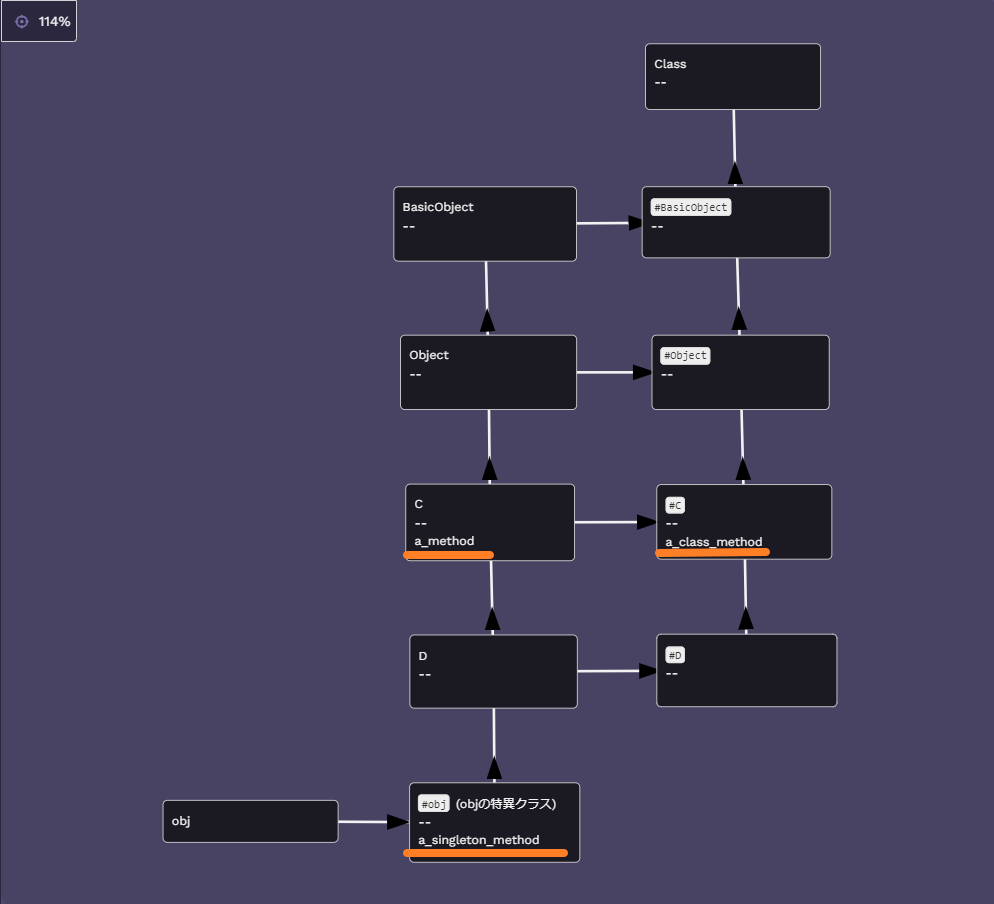 114%
Class
--
BasicObject
--
#BasicObject
--
Object
--
#Object
--
C
--
a_method
#C
--
a_class_method
D
--
#D
--
obj
#obj (objの特異クラス)
--
a_singleton_method